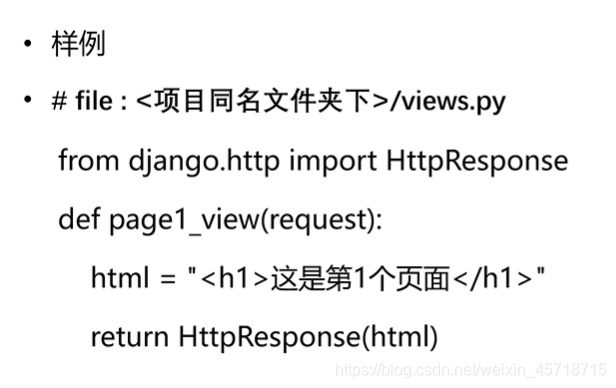 • 样例
• # file : <项目同名文件夹下>/views.py
from django.http import HttpResponse
def page1_view(request):
html = "<h1>这是第1个页面</h1>"
return HttpResponse(html)
https://blog.csdn.net/weixin_45718715